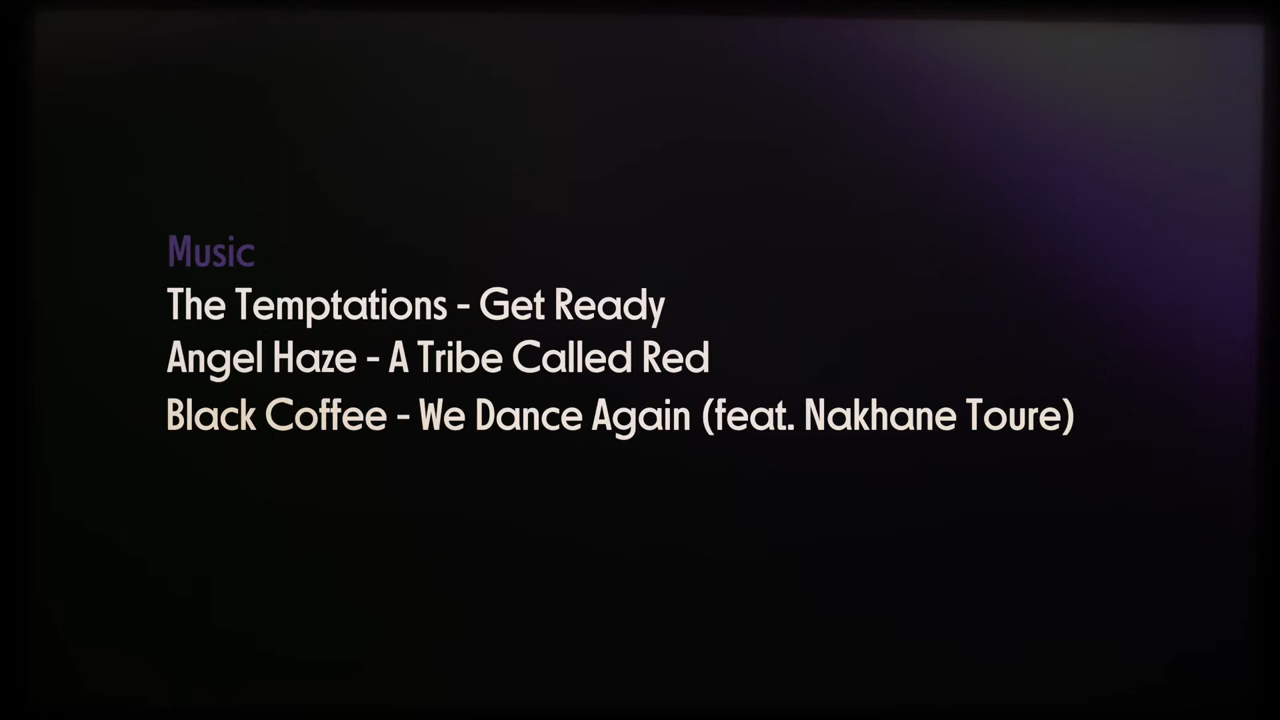 Music
The Temptations - Get Ready
Angel Haze - A Tribe Called Red
Black Coffee - We Dance Again (feat. Nakhane Toure)